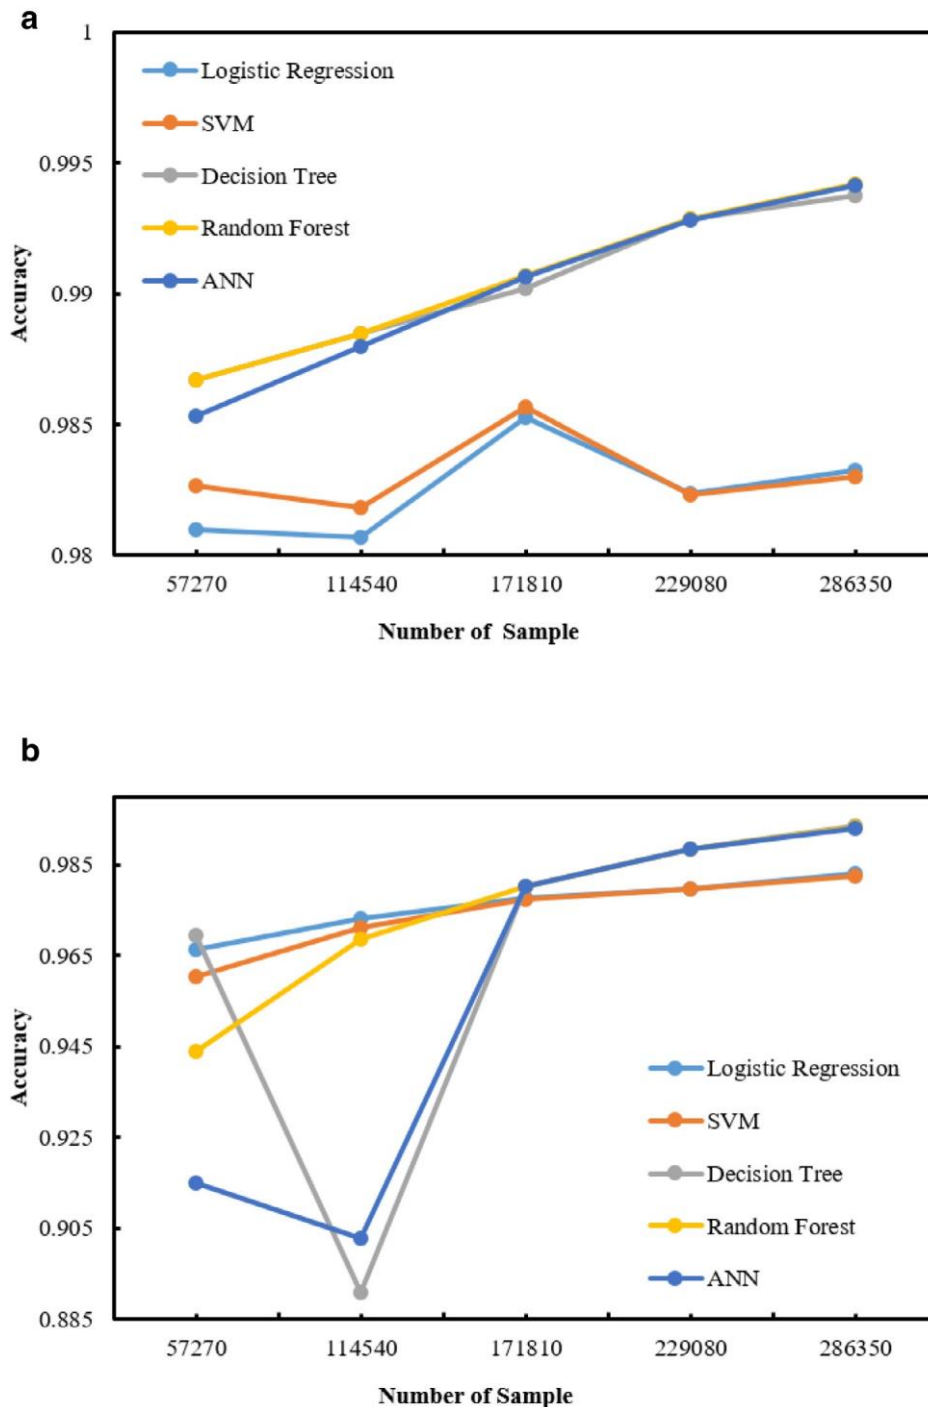 a
1
Logistic Regression
SVM
0.995
Decision Tree
Random Forest
0.99
ANN
Accuracy
0.985
0.98
57270 114540 171810 229080 286350
Number of Sample
b
0.985
0.965
0.945
Accuracy
Logistic Regression
0.925
SVM
Decision Tree
0.905
Random Forest
ANN
0.885
57270 114540 171810 229080 286350
Number of Sample